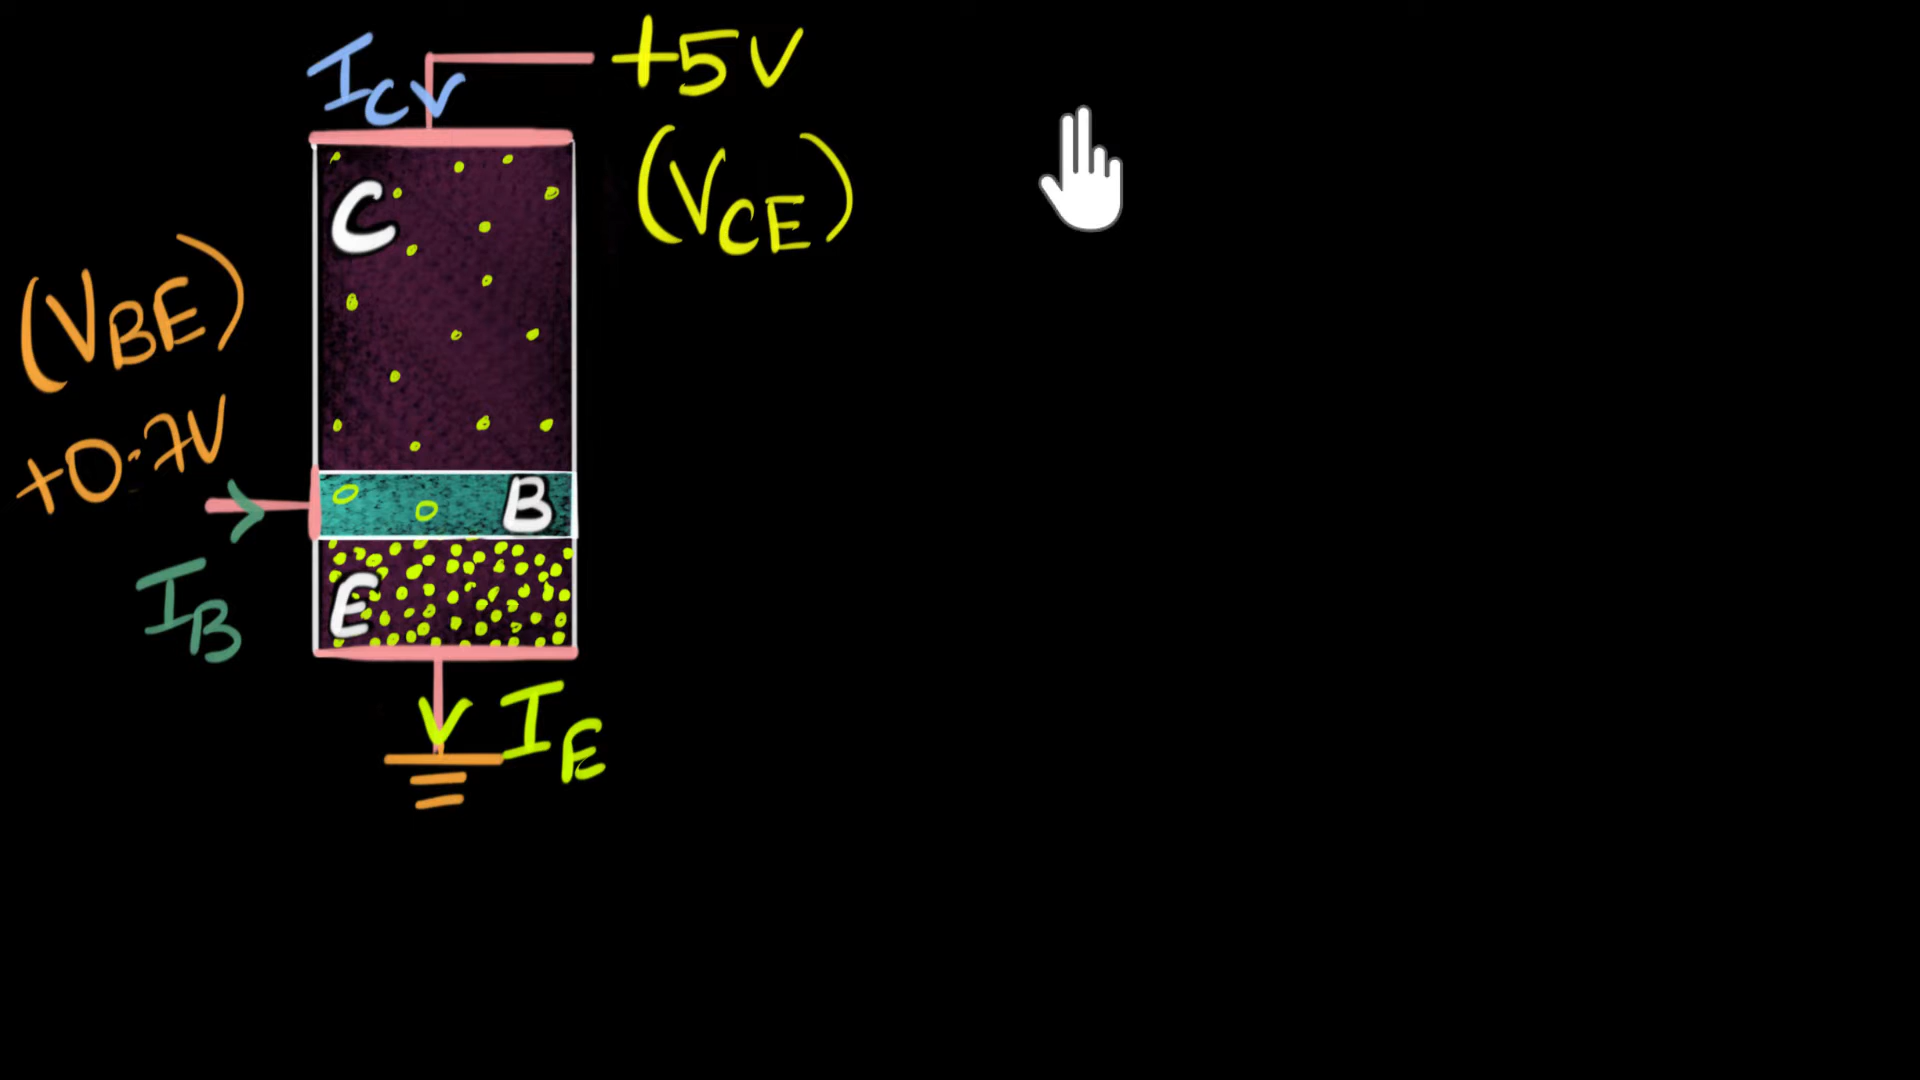 I_C
+5V
(V_CE)
C
(V_BE)
+0.7V
B
I_B
E
I_E